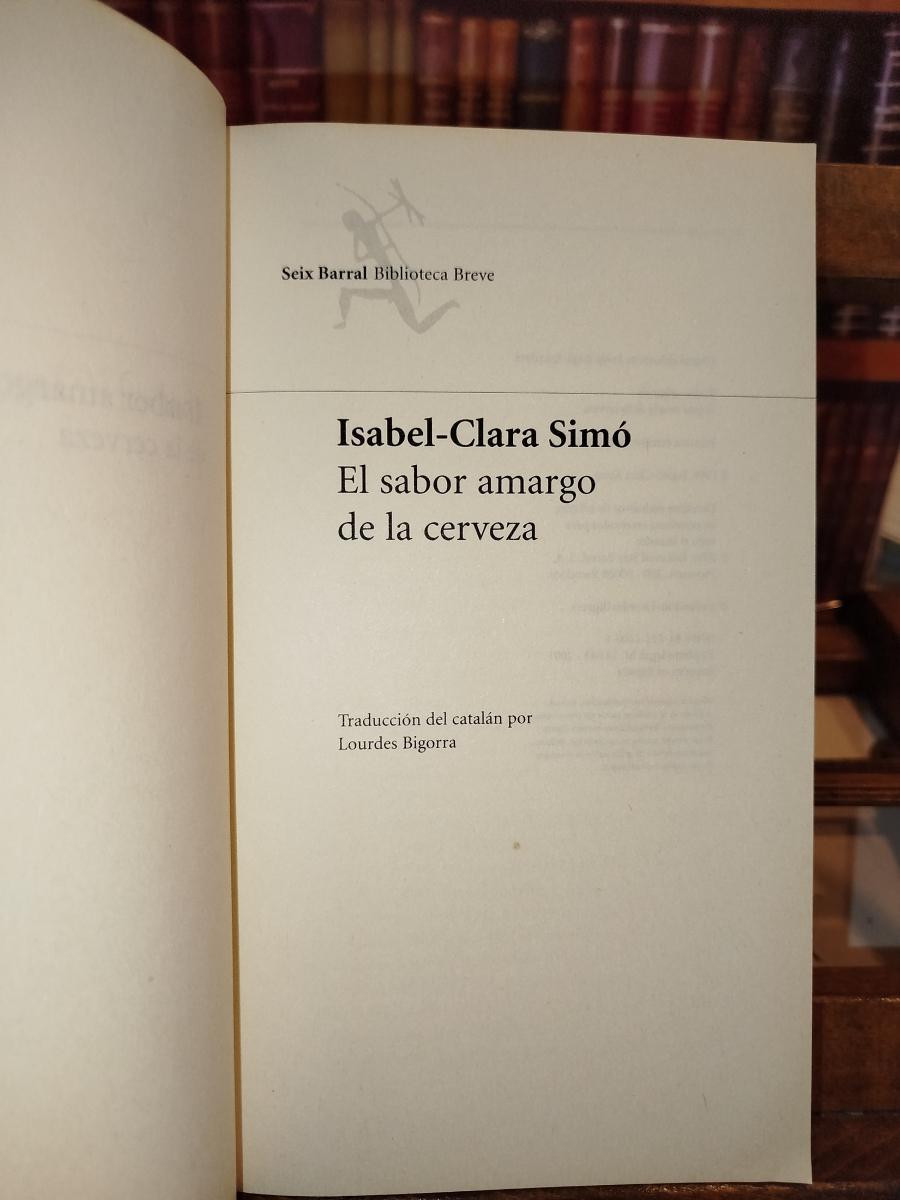 Seix Barral Biblioteca Breve
Isabel-Clara Simó
El sabor amargo
de la cerveza
Traducción del catalán por
Lourdes Bigorra